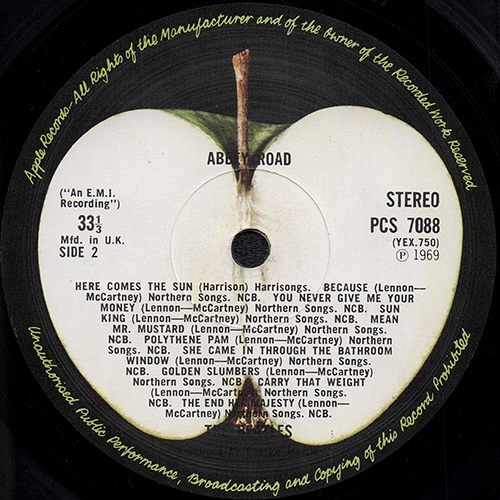 Apple Records–All Rights of the Manufacturer and of the Owner of the Recorded Work Reserved
ABBEY ROAD
("An E.M.I.
Recording")
33⅓
Mfd. in U.K.
SIDE 2
STEREO
PCS 7088
(YEX.750)
Ⓟ 1969
HERE COMES THE SUN (Harrison) Harrisongs. BECAUSE (Lennon—
McCartney) Northern Songs. NCB. YOU NEVER GIVE ME YOUR
MONEY (Lennon—McCartney) Northern Songs. NCB. SUN
KING (Lennon—McCartney) Northern Songs. NCB. MEAN
MR. MUSTARD (Lennon—McCartney) Northern Songs.
NCB. POLYTHENE PAM (Lennon—McCartney) Northern
Songs. NCB. SHE CAME IN THROUGH THE BATHROOM
WINDOW (Lennon—McCartney) Northern Songs.
NCB. GOLDEN SLUMBERS (Lennon—McCartney)
Northern Songs. NCB. CARRY THAT WEIGHT
(Lennon—McCartney) Northern Songs.
NCB. THE END HER MAJESTY (Lennon—
McCartney) Northern Songs. NCB.
Unauthorised Public Performance, Broadcasting and Copying of this Record Prohibited